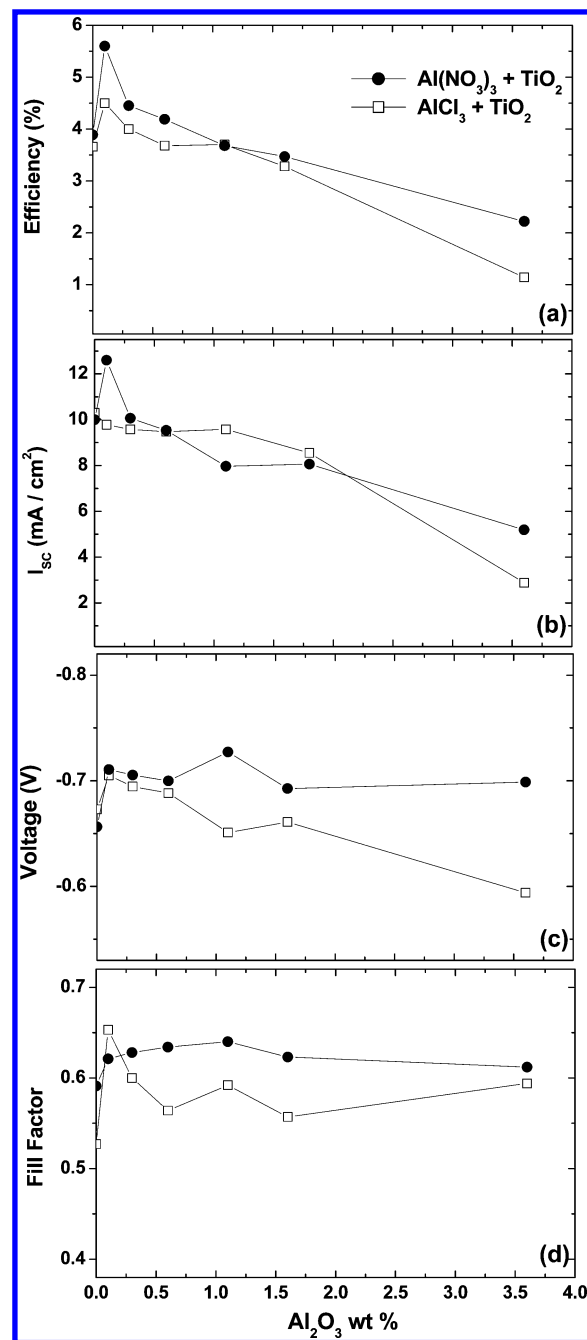 6
5
4
3
2
1
Efficiency (%)
Al(NO₃)₃ + TiO₂
AlCl₃ + TiO₂
(a)
12
10
8
6
4
2
I_SC (mA / cm²)
(b)
-0.8
-0.7
-0.6
Voltage (V)
(c)
0.7
0.6
0.5
0.4
Fill Factor
(d)
0.0 0.5 1.0 1.5 2.0 2.5 3.0 3.5 4.0
Al₂O₃ wt %